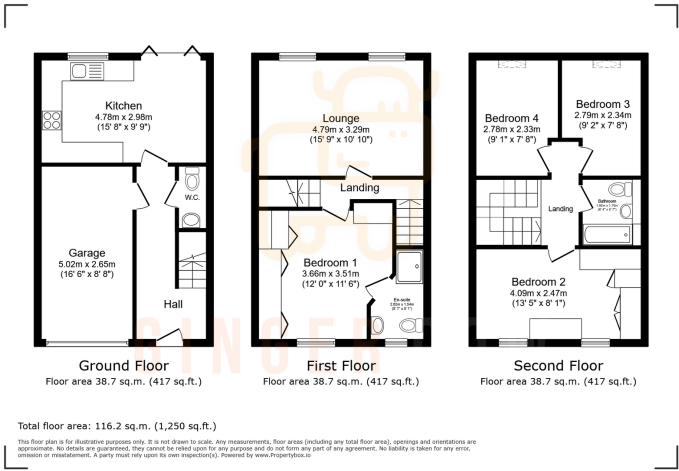 Kitchen
4.78m x 2.98m
(15' 8" x 9' 9")
W.C.
Garage
5.02m x 2.65m
(16' 6" x 8' 8")
Hall
Ground Floor
Floor area 38.7 sq.m. (417 sq.ft.)
Lounge
4.79m x 3.29m
(15' 9" x 10' 10")
Landing
Bedroom 1
3.66m x 3.51m
(12' 0" x 11' 6")
En-suite
First Floor
Floor area 38.7 sq.m. (417 sq.ft.)
Bedroom 4
2.78m x 2.33m
(9' 1" x 7' 8")
Bedroom 3
2.79m x 2.34m
(9' 2" x 7' 8")
Bathroom
Landing
Bedroom 2
4.09m x 2.47m
(13' 5" x 8' 1")
Second Floor
Floor area 38.7 sq.m. (417 sq.ft.)
GINGER
Total floor area: 116.2 sq.m. (1,250 sq.ft.)
This floor plan is for illustrative purposes only. It is not drawn to scale. Any measurements, floor areas (including any total floor area), openings and orientations are
approximate. No details are guaranteed, they cannot be relied upon for any purpose and do not form any part of any agreement. No liability is taken for any error,
omission or misstatement. A party must rely upon its own inspection(s). Powered by www.Propertybox.io